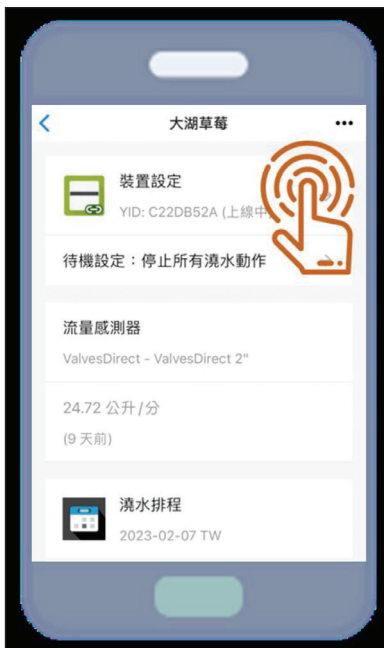 大湖草莓
裝置設定
YID: C22DB52A (上線中
待機設定：停止所有澆水動作
流量感測器
ValvesDirect - ValvesDirect 2"
24.72 公升/分
(9 天前)
澆水排程
2023-02-07 TW